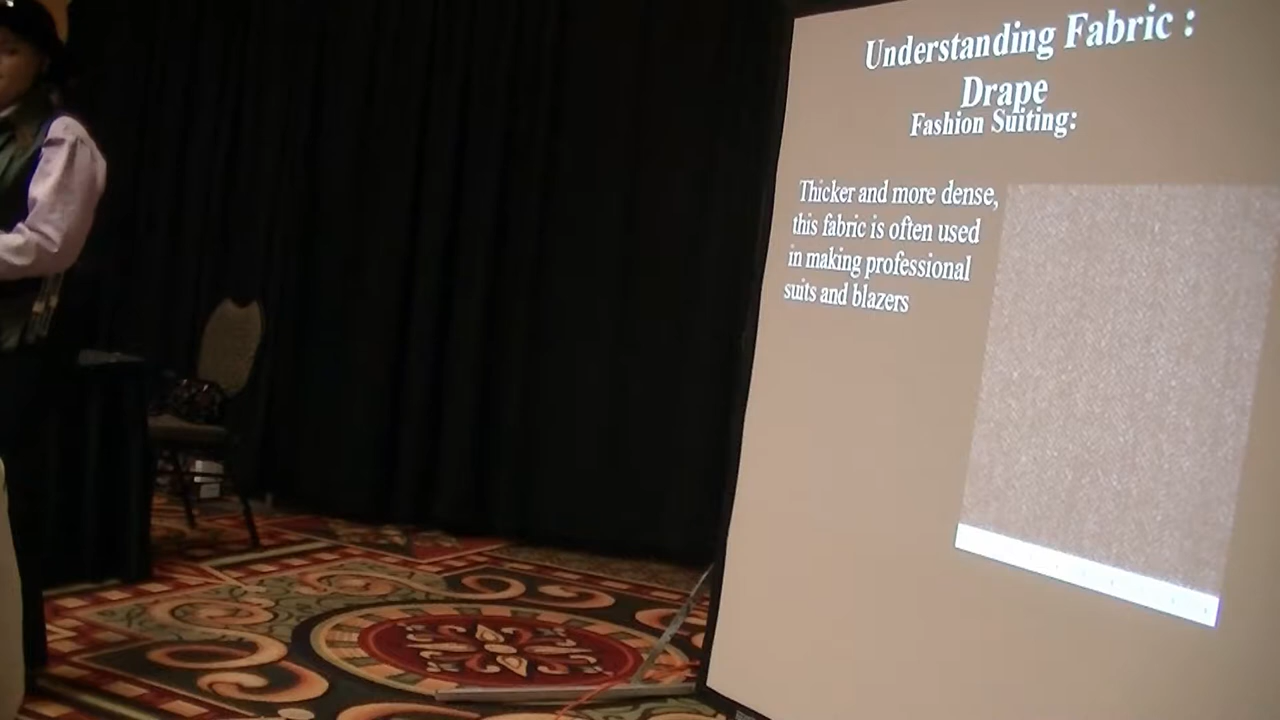 Understanding Fabric :
Drape
Fashion Suiting:
Thicker and more dense,
this fabric is often used
in making professional
suits and blazers